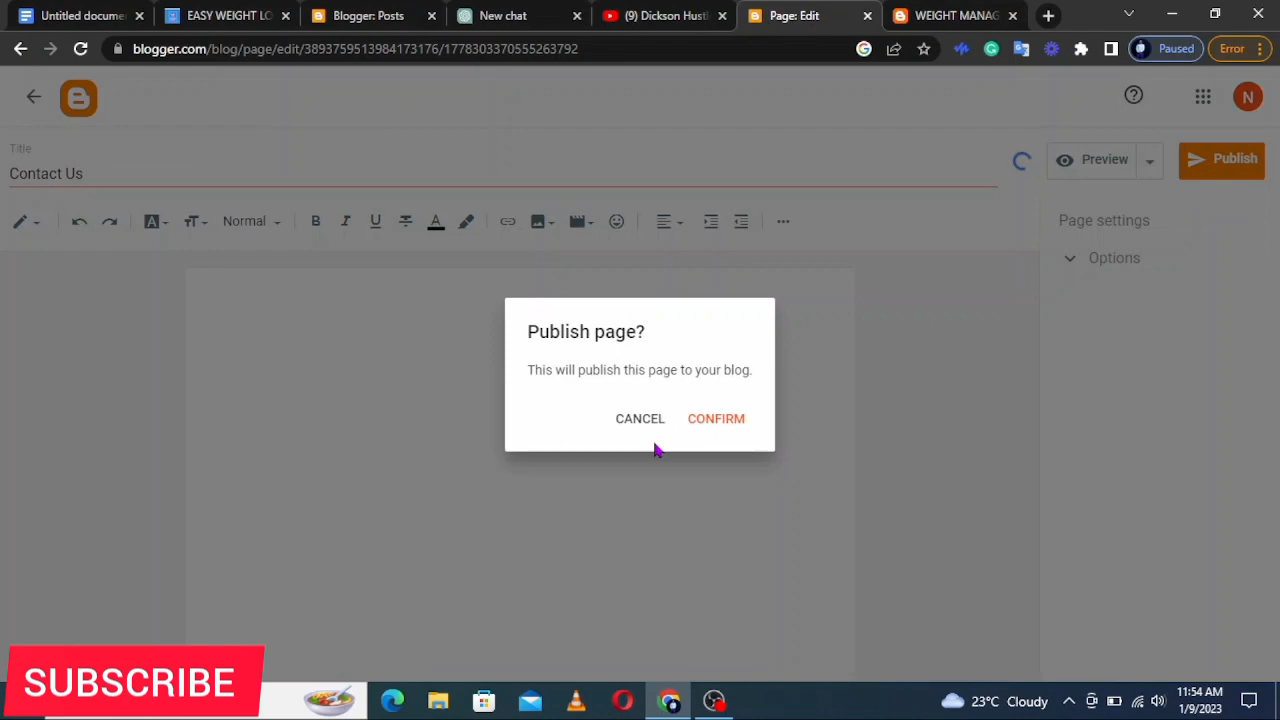 Untitled docume
EASY WEIGHT LO
Blogger: Posts
New chat
(9) Dickson Hustl
Page: Edit
WEIGHT MANAG
blogger.com/blog/page/edit/3893759513984173176/1778303370555263792
Paused
Error
N
Title
Contact Us
Preview
Publish
Normal
Page settings
Options
Publish page?
This will publish this page to your blog.
CANCEL
CONFIRM
SUBSCRIBE
23°C Cloudy
11:54 AM
1/9/2023